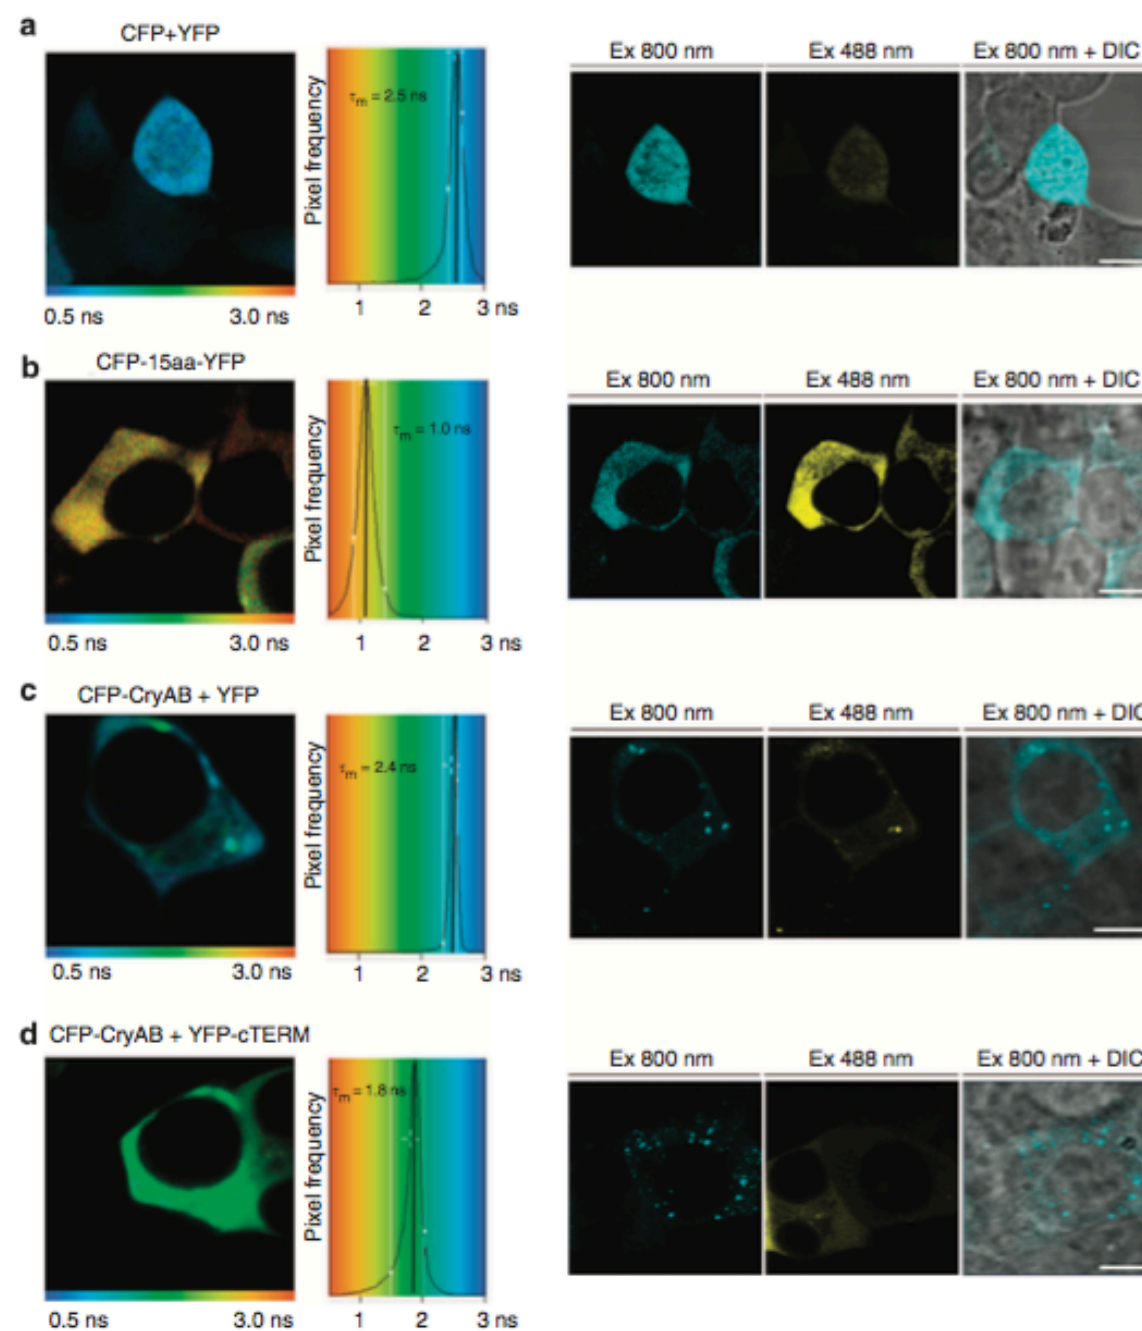 a
CFP+YFP
Pixel frequency
τm = 2.5 ns
0.5 ns 3.0 ns
1 2 3 ns
Ex 800 nm Ex 488 nm Ex 800 nm + DIC
b
CFP-15aa-YFP
Pixel frequency
τm = 1.0 ns
0.5 ns 3.0 ns
1 2 3 ns
Ex 800 nm Ex 488 nm Ex 800 nm + DIC
c
CFP-CryAB + YFP
Pixel frequency
τm = 2.4 ns
0.5 ns 3.0 ns
1 2 3 ns
Ex 800 nm Ex 488 nm Ex 800 nm + DIC
d
CFP-CryAB + YFP-cTERM
Pixel frequency
τm = 1.8 ns
0.5 ns 3.0 ns
1 2 3 ns
Ex 800 nm Ex 488 nm Ex 800 nm + DIC